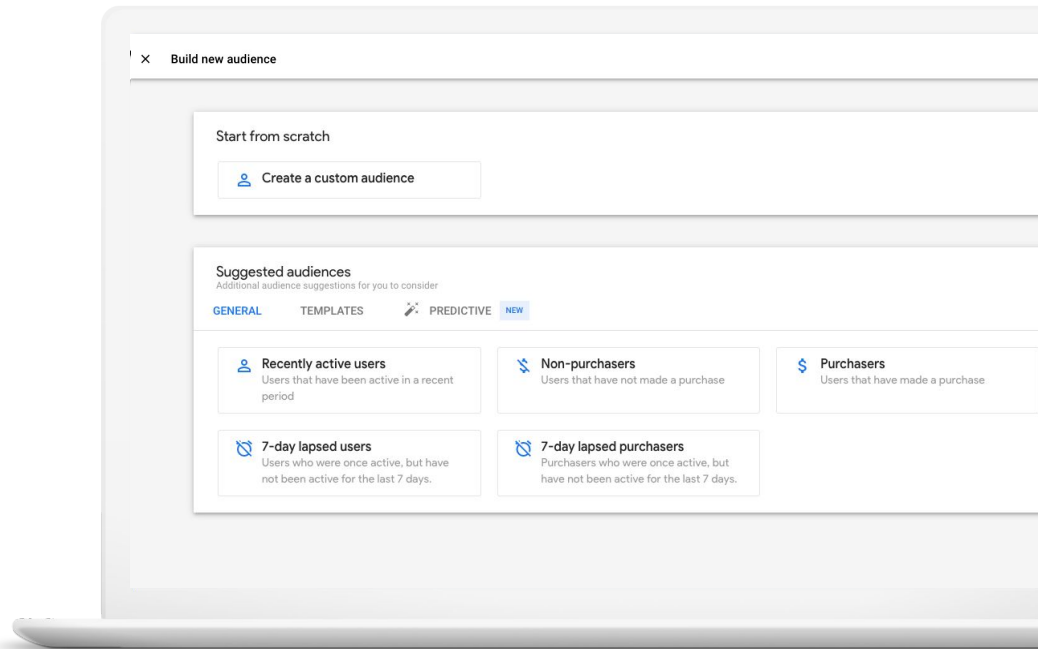 Build new audience
Start from scratch
Create a custom audience
Suggested audiences
Additional audience suggestions for you to consider
GENERAL TEMPLATES PREDICTIVE NEW
Recently active users
Users that have been active in a recent
period
Non-purchasers
Users that have not made a purchase
Purchasers
Users that have made a purchase
7-day lapsed users
Users who were once active, but have
not been active for the last 7 days.
7-day lapsed purchasers
Purchasers who were once active, but
have not been active for the last 7 days.